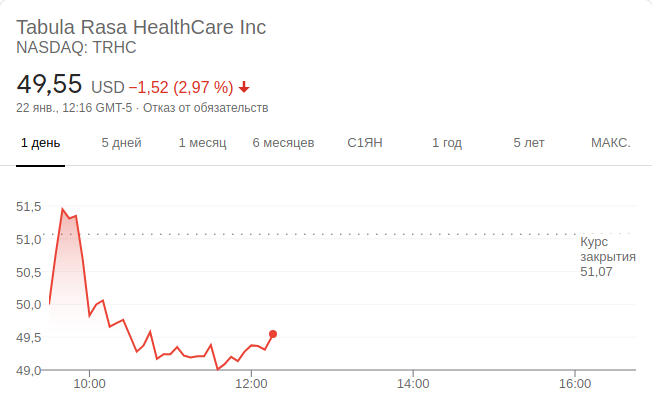 Tabula Rasa HealthCare Inc
NASDAQ: TRHC
49,55 USD −1,52 (2,97 %)
22 янв., 12:16 GMT-5 · Отказ от обязательств
1 день 5 дней 1 месяц 6 месяцев С1ЯН 1 год 5 лет МАКС.
51,5
51,0
Курс
закрытия
51,07
50,5
50,0
49,5
49,0
10:00 12:00 14:00 16:00